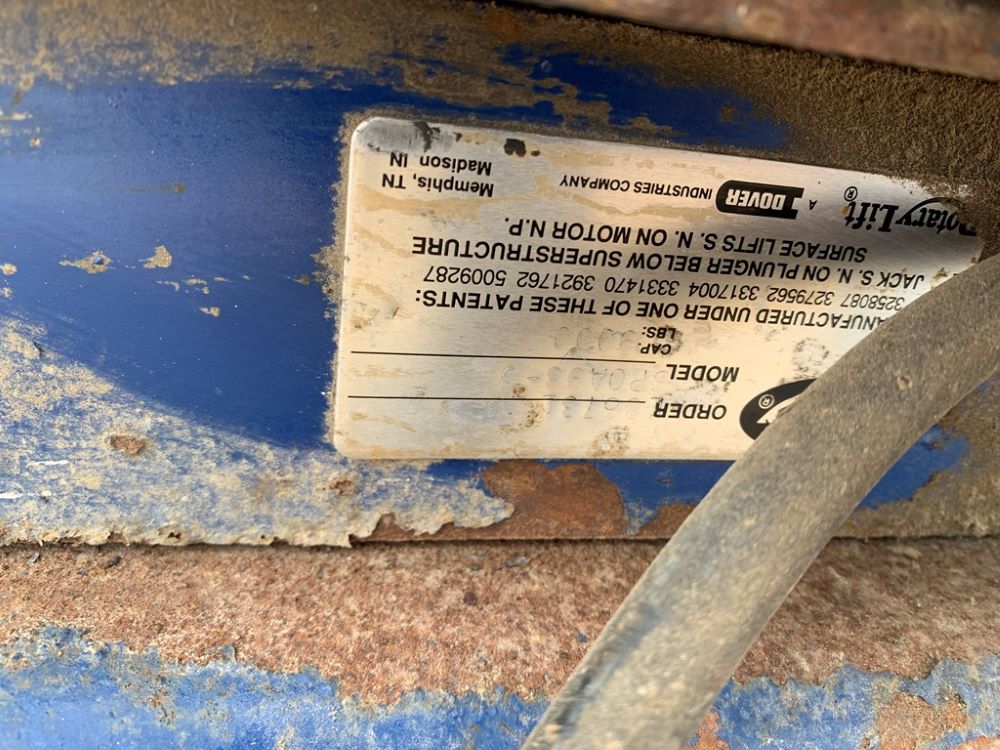 ORDER
MODEL
CAP.
LBS:
MANUFACTURED UNDER ONE OF THESE PATENTS:
3258087 3279562 3317004 3331470 3921762 5009287
JACK S. N. ON PLUNGER BELOW SUPERSTRUCTURE
SURFACE LIFTS S. N. ON MOTOR N.P.
Rotary Lift® A DOVER INDUSTRIES COMPANY Memphis, TN
Madison, IN